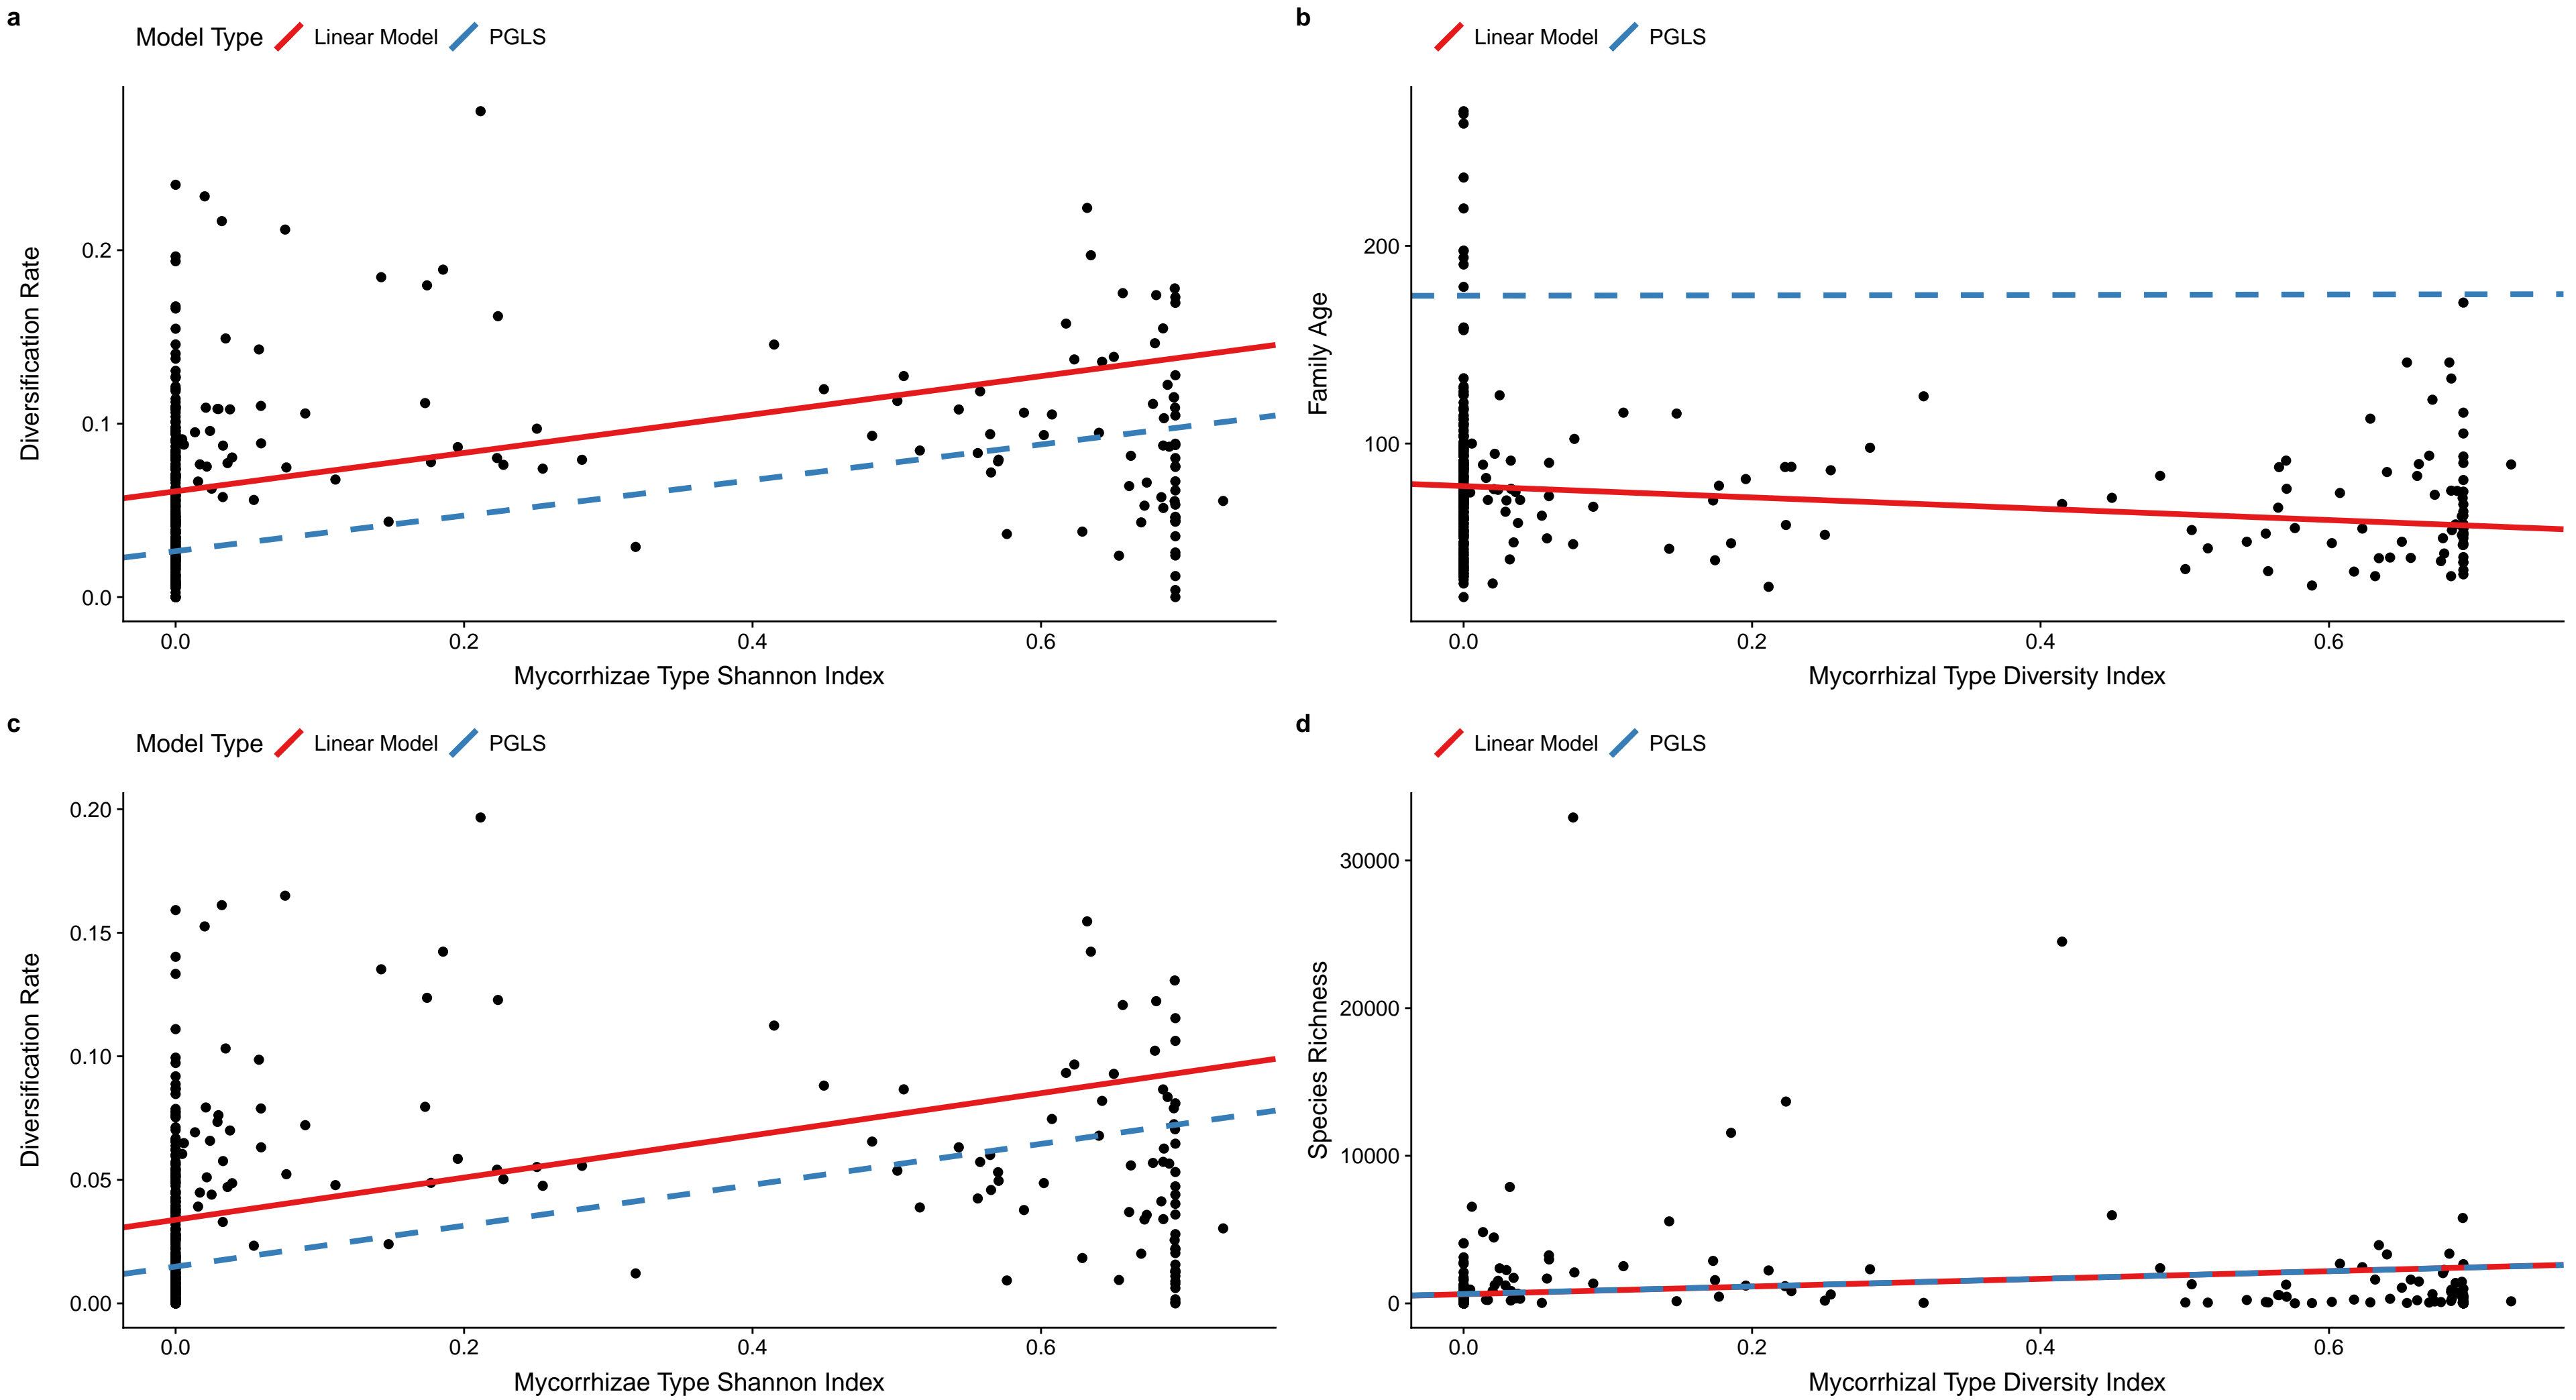 a
Model Type Linear Model PGLS
Diversification Rate
0.2
0.1
0.0
0.0 0.2 0.4 0.6
Mycorrhizae Type Shannon Index
b
Linear Model PGLS
Family Age
200
100
0.0 0.2 0.4 0.6
Mycorrhizal Type Diversity Index
c
Model Type Linear Model PGLS
Diversification Rate
0.20
0.15
0.10
0.05
0.00
0.0 0.2 0.4 0.6
Mycorrhizae Type Shannon Index
d
Linear Model PGLS
Species Richness
30000
20000
10000
0
0.0 0.2 0.4 0.6
Mycorrhizal Type Diversity Index